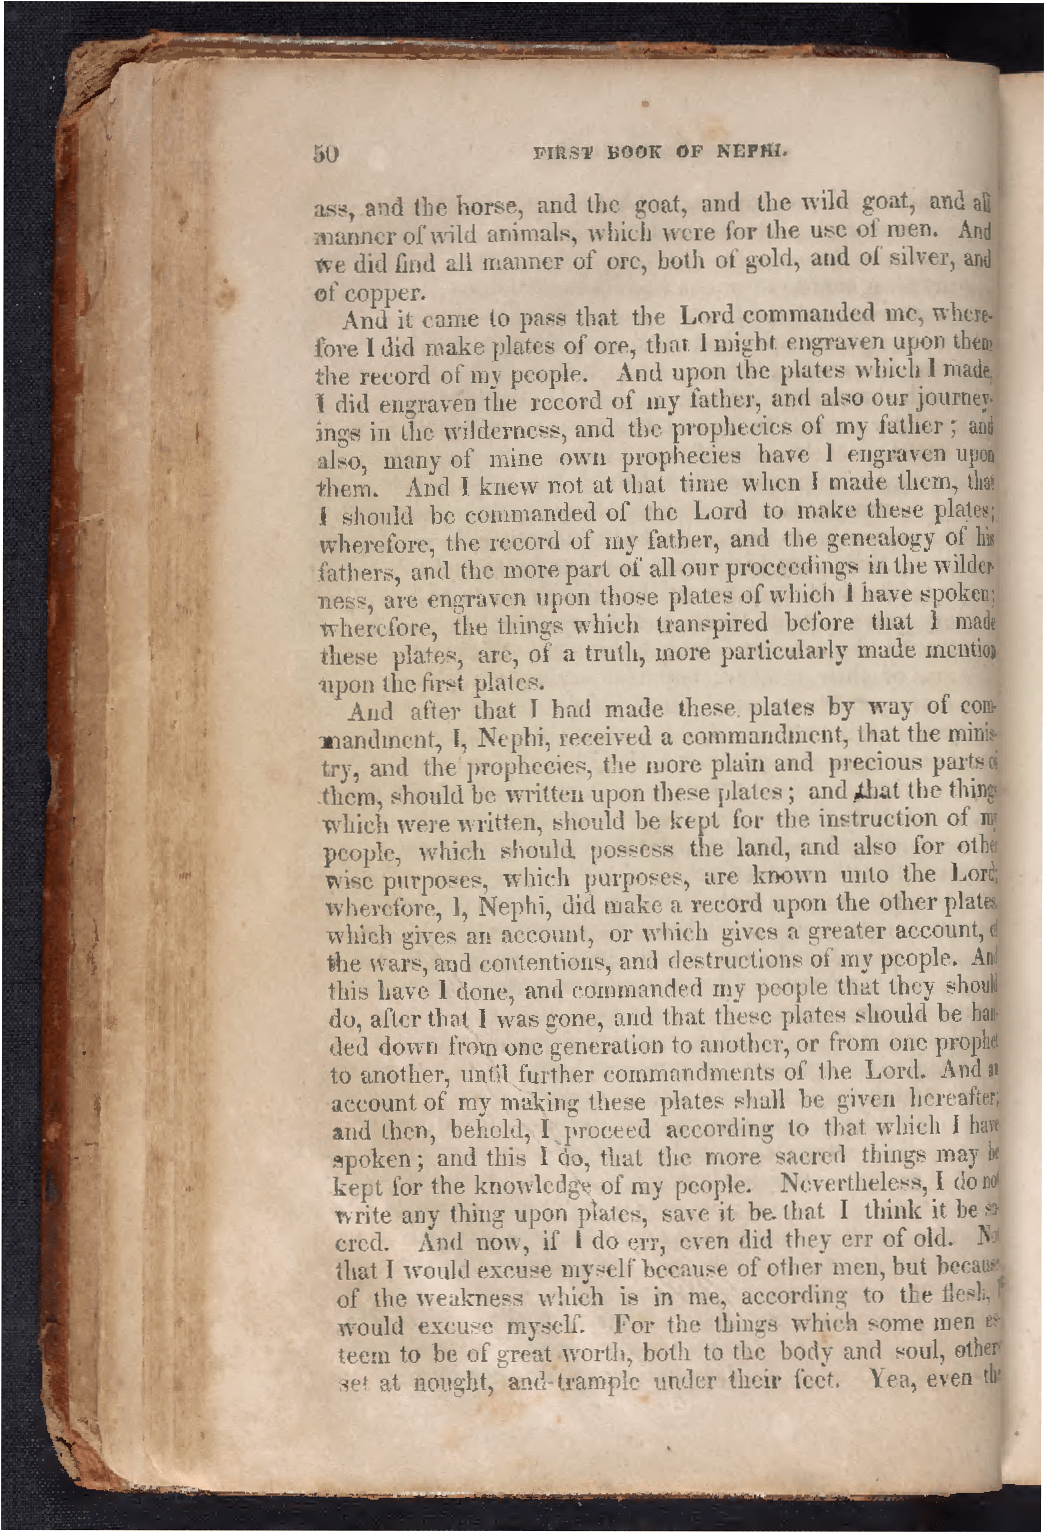 50 FIRST BOOK OF NEPHI.
ass, and the horse, and the goat, and the wild goat, and all
manner of wild animals, which were for the use of men. And
we did find all manner of ore, both of gold, and of silver, and
of copper.
And it came to pass that the Lord commanded me, where-
fore I did make plates of ore, that I might engraven upon them
the record of my people. And upon the plates which I made,
I did engraven the record of my father, and also our journey-
ings in the wilderness, and the prophecies of my father; and
also, many of mine own prophecies have I engraven upon
them. And I knew not at that time when I made them, that
I should be commanded of the Lord to make these plates;
wherefore, the record of my father, and the genealogy of his
fathers, and the more part of all our proceedings in the wilder-
ness, are engraven upon those plates of which I have spoken;
wherefore, the things which transpired before that I made
these plates, are, of a truth, more particularly made mention
upon the first plates.
And after that I had made these plates by way of com-
mandment, I, Nephi, received a commandment, that the minis-
try, and the prophecies, the more plain and precious parts of
them, should be written upon these plates; and that the things
which were written, should be kept for the instruction of my
people, which should possess the land, and also for other
wise purposes, which purposes, are known unto the Lord;
wherefore, I, Nephi, did make a record upon the other plates,
which gives an account, or which gives a greater account, of
the wars, and contentions, and destructions of my people. And
this have I done, and commanded my people that they should
do, after that I was gone, and that these plates should be han-
ded down from one generation to another, or from one prophet
to another, until further commandments of the Lord. And an
account of my making these plates shall be given hereafter;
and then, behold, I proceed according to that which I have
spoken; and this I do, that the more sacred things may be
kept for the knowledge of my people. Nevertheless, I do not
write any thing upon plates, save it be that I think it be sa-
cred. And now, if I do err, even did they err of old. Not
that I would excuse myself because of other men, but because
of the weakness which is in me, according to the flesh, I
would excuse myself. For the things which some men es-
teem to be of great worth, both to the body and soul, others
set at nought, and trample under their feet. Yea, even the